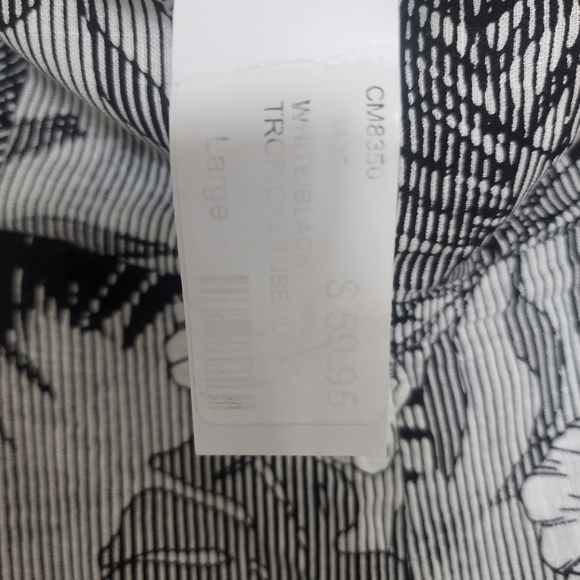 CM8350
WHITE/BLACK
TROPICAL TUBE
Large
$ 59.95